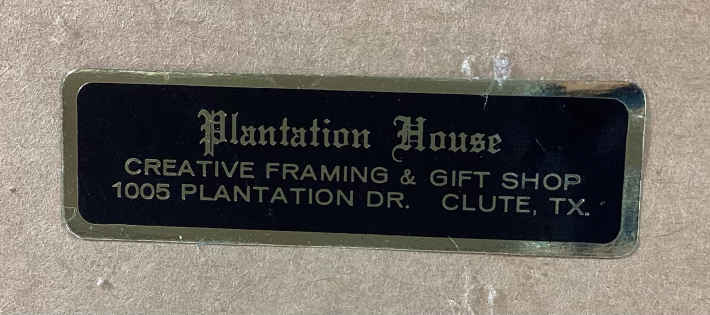 Plantation House
CREATIVE FRAMING & GIFT SHOP
1005 PLANTATION DR. CLUTE, TX.